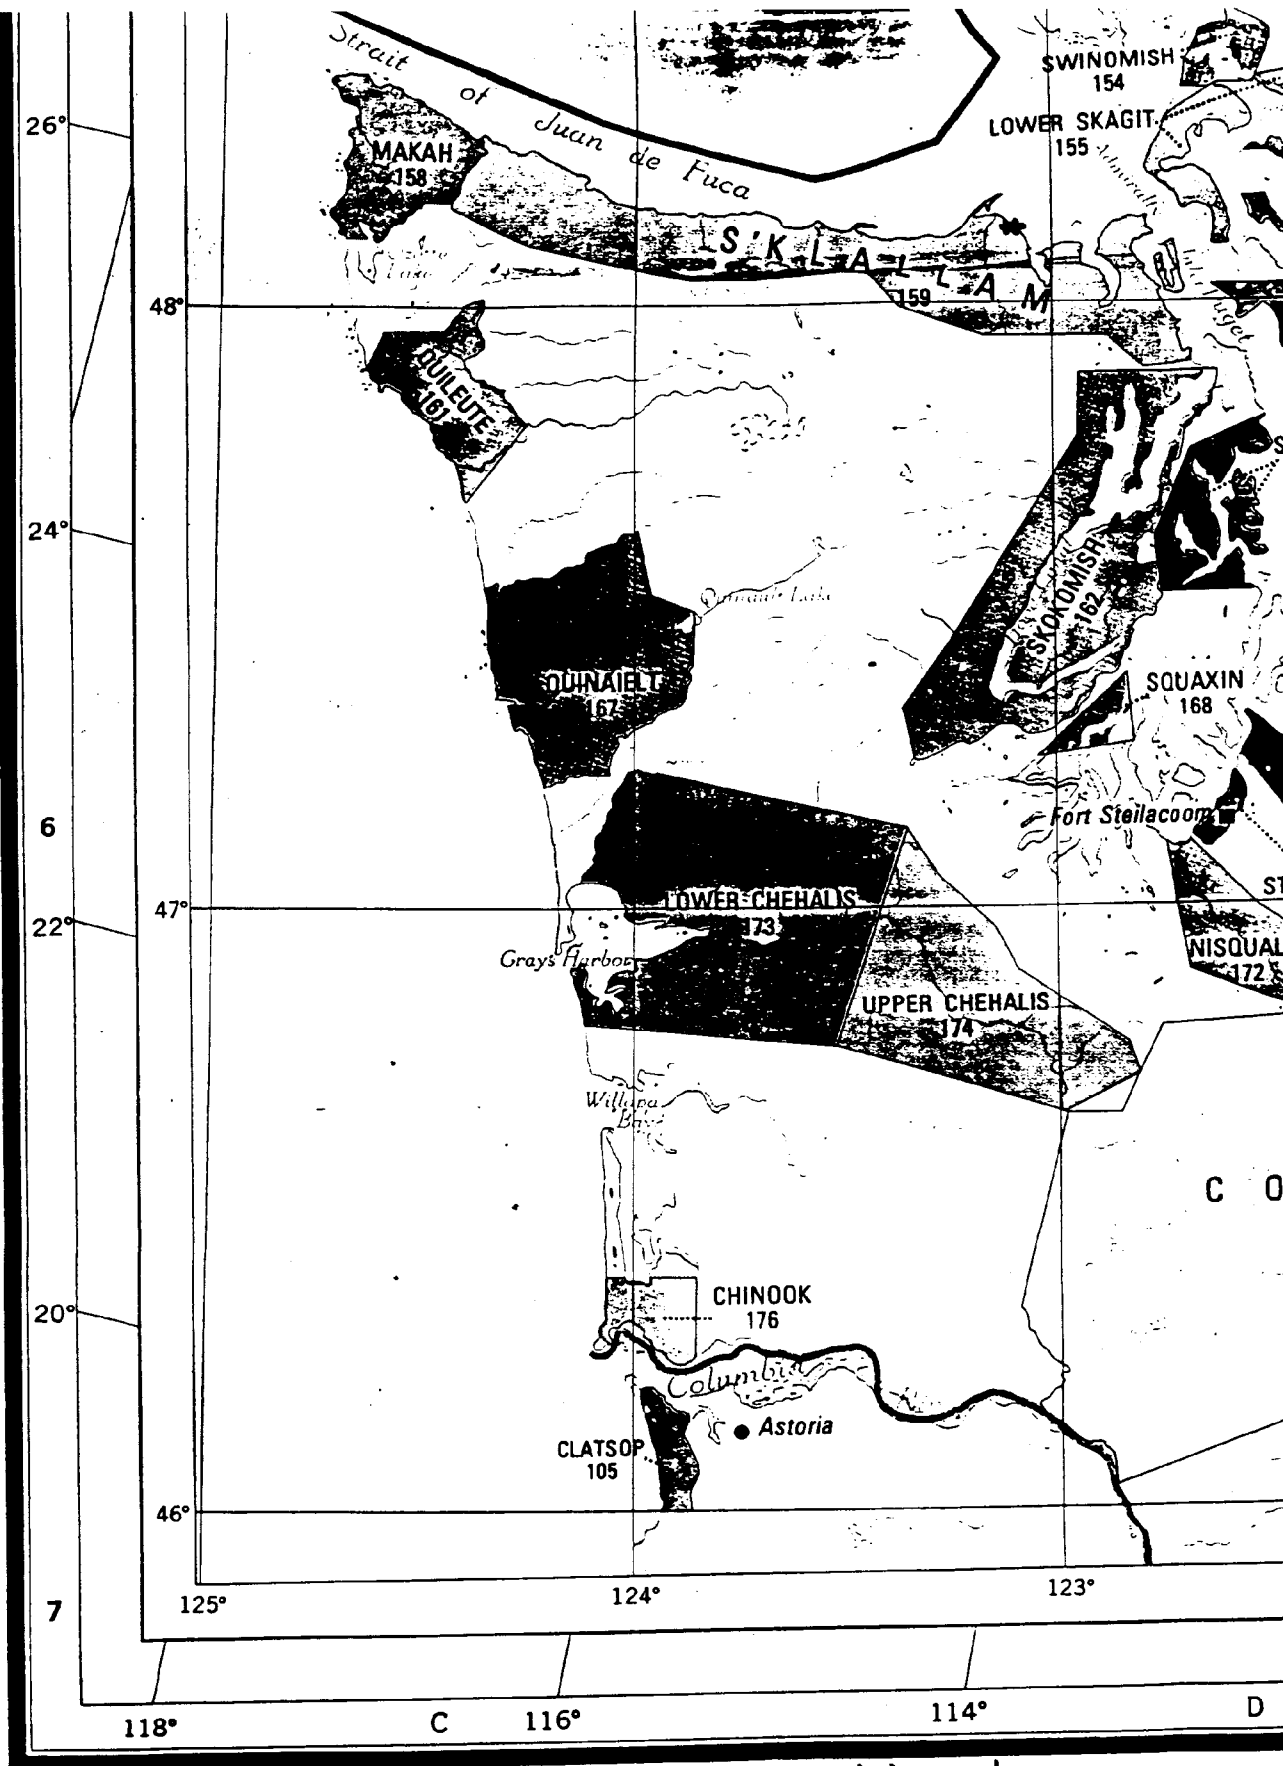 Strait
of
Juan de Fuca
SWINOMISH
154
LOWER SKAGIT
155
26°
MAKAH
158
S'KLALLAM
159
48°
QUILEUTE
161
24°
SKOKOMISH
162
Lake
QUINAIELT
167
SQUAXIN
168
6
Fort Steilacoom
ST
47°
22°
LOWER CHEHALIS
173
Grays Harbor
NISQUAL
172
UPPER CHEHALIS
174
Willapa
Bay
C O
20°
CHINOOK
176
Columbia
Astoria
CLATSOP
105
46°
7
125°
124°
123°
118°
C
116°
114°
D